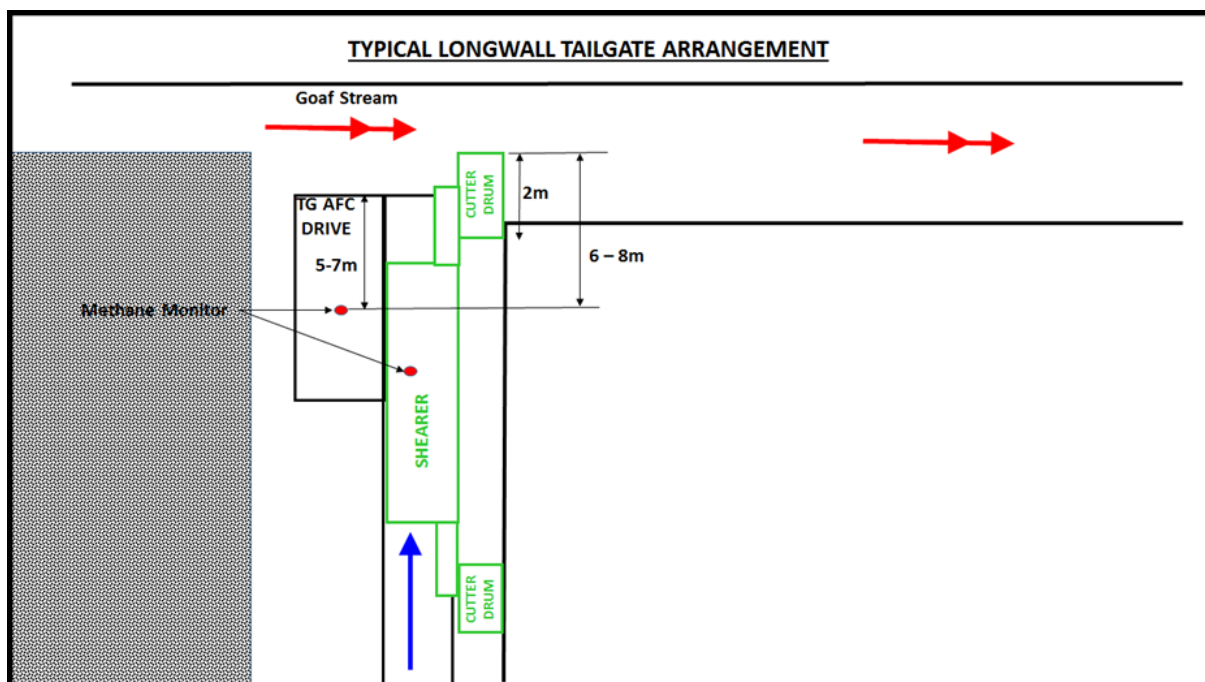 TYPICAL LONGWALL TAILGATE ARRANGEMENT
Goaf Stream
CUTTER
DRUM
2m
TG AFC
DRIVE
5-7m
6 – 8m
Methane Monitor
SHEARER
CUTTER
DRUM